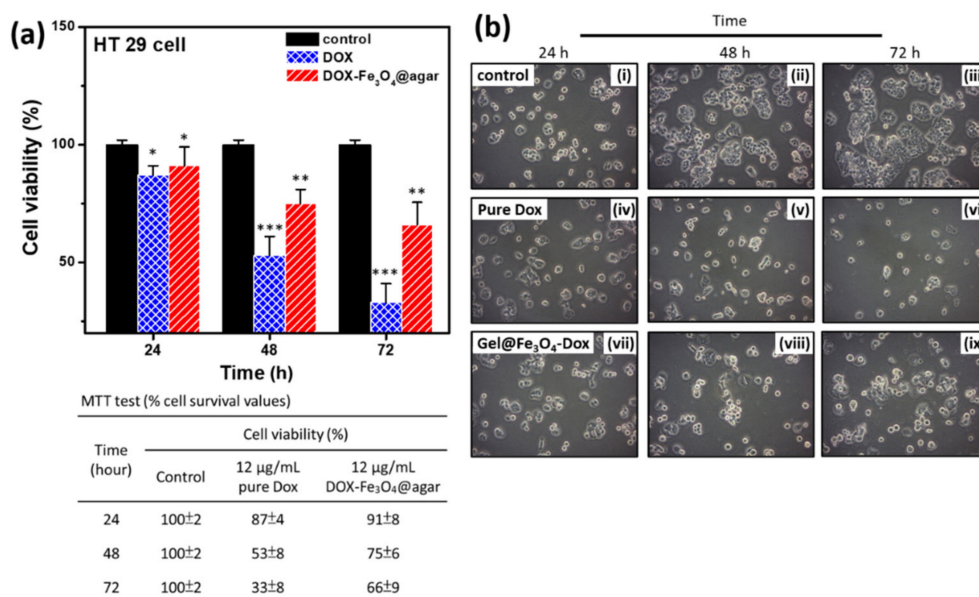 (a)
150
100
50
Cell viability (%)
HT 29 cell
control
DOX
DOX-Fe₃O₄@agar
* *
*** **
*** **
24 48 72
Time (h)
MTT test (% cell survival values)
Time (hour)
Cell viability (%)
Control
12 µg/mL pure Dox
12 µg/mL DOX-Fe₃O₄@agar
24 100±2 87±4 91±8
48 100±2 53±8 75±6
72 100±2 33±8 66±9
(b)
Time
24 h 48 h 72 h
control (i) (ii) (iii
Pure Dox (iv) (v) (vi
Gel@Fe₃O₄-Dox (vii) (viii) (ix